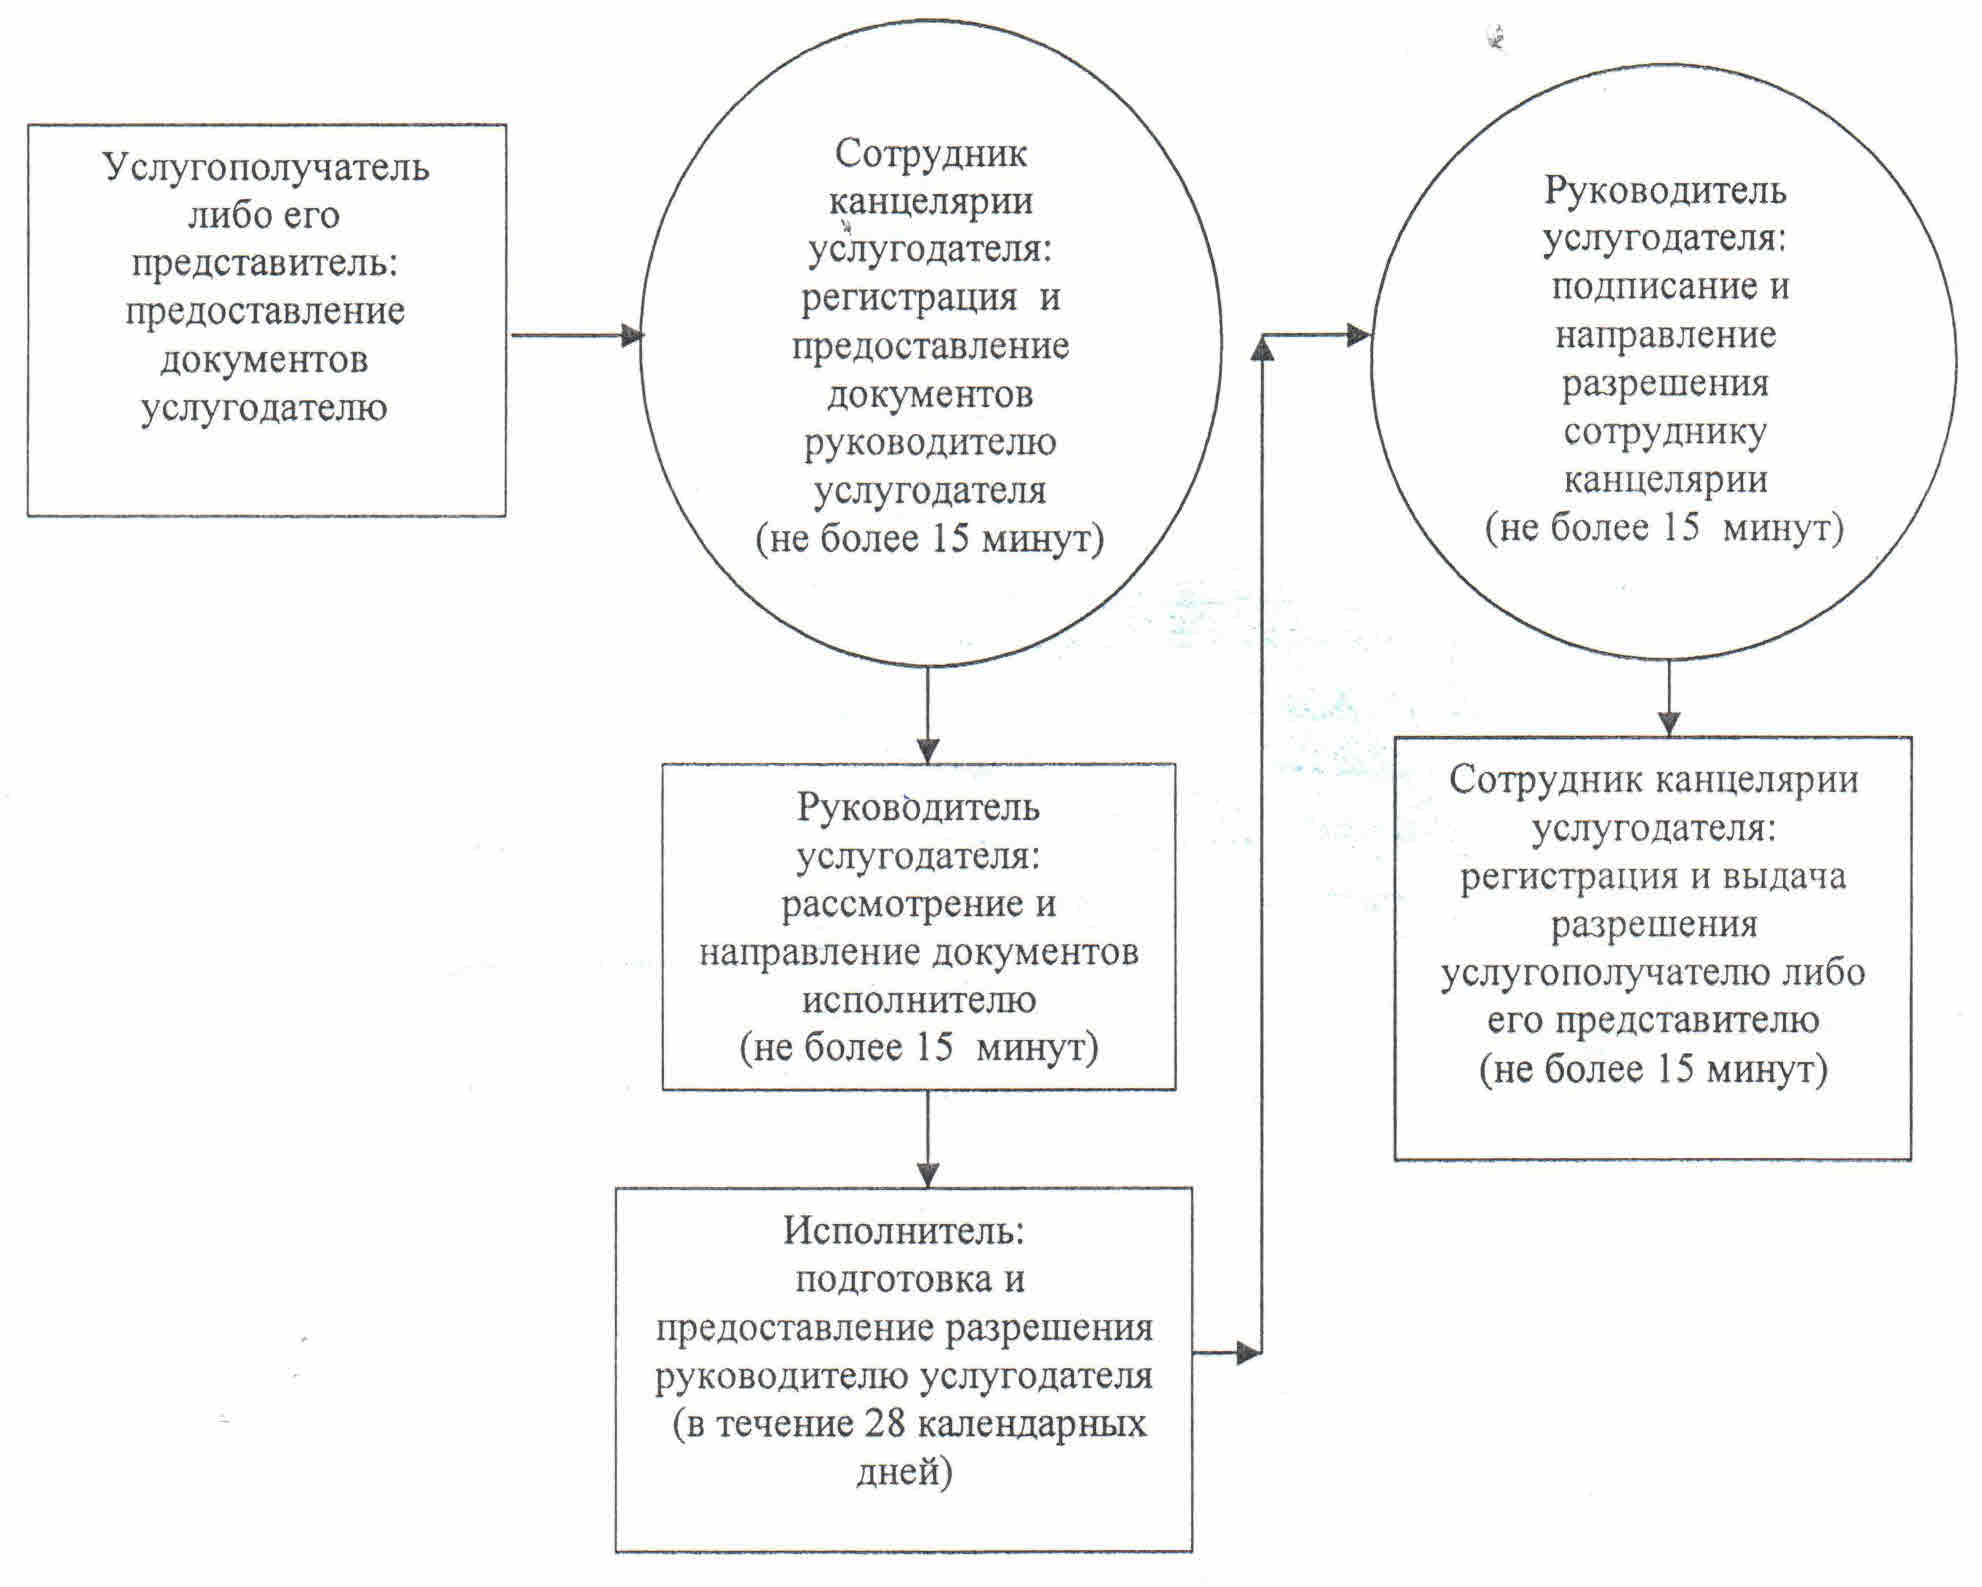 Услугополучатель
либо его
представитель:
предоставление
документов
услугодателю
Сотрудник
канцелярии
услугодателя:
регистрация и
предоставление
документов
руководителю
услугодателя
(не более 15 минут)
Руководитель
услугодателя:
рассмотрение и
направление документов
исполнителю
(не более 15 минут)
Исполнитель:
подготовка и
предоставление разрешения
руководителю услугодателя
(в течение 28 календарных
дней)
Руководитель
услугодателя:
подписание и
направление
разрешения
сотруднику
канцелярии
(не более 15 минут)
Сотрудник канцелярии
услугодателя:
регистрация и выдача
разрешения
услугополучателю либо
его представителю
(не более 15 минут)